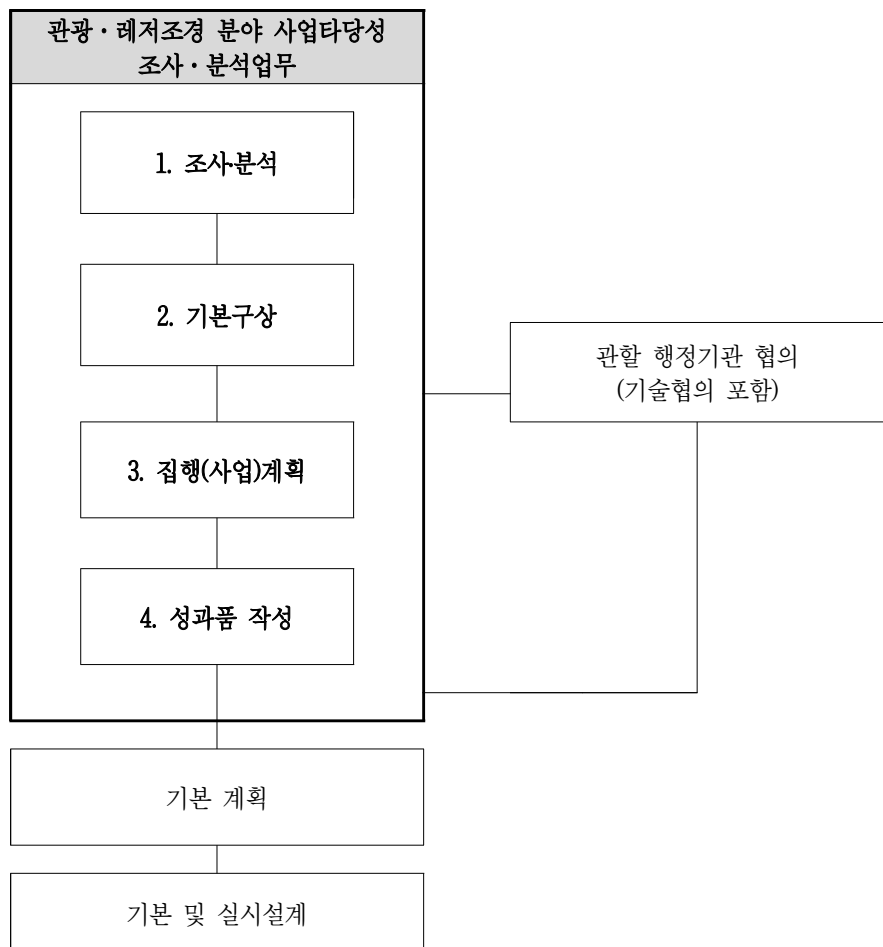 관광·레저조경 분야 사업타당성
조사·분석업무
1. 조사·분석
2. 기본구상
관할 행정기관 협의
(기술협의 포함)
3. 집행(사업)계획
4. 성과품 작성
기본 계획
기본 및 실시설계